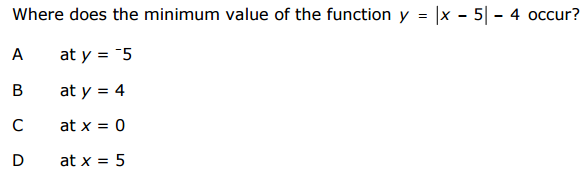 Where does the minimum value of the function y = |x – 5| – 4 occur?
A at y = ⁻5
B at y = 4
C at x = 0
D at x = 5